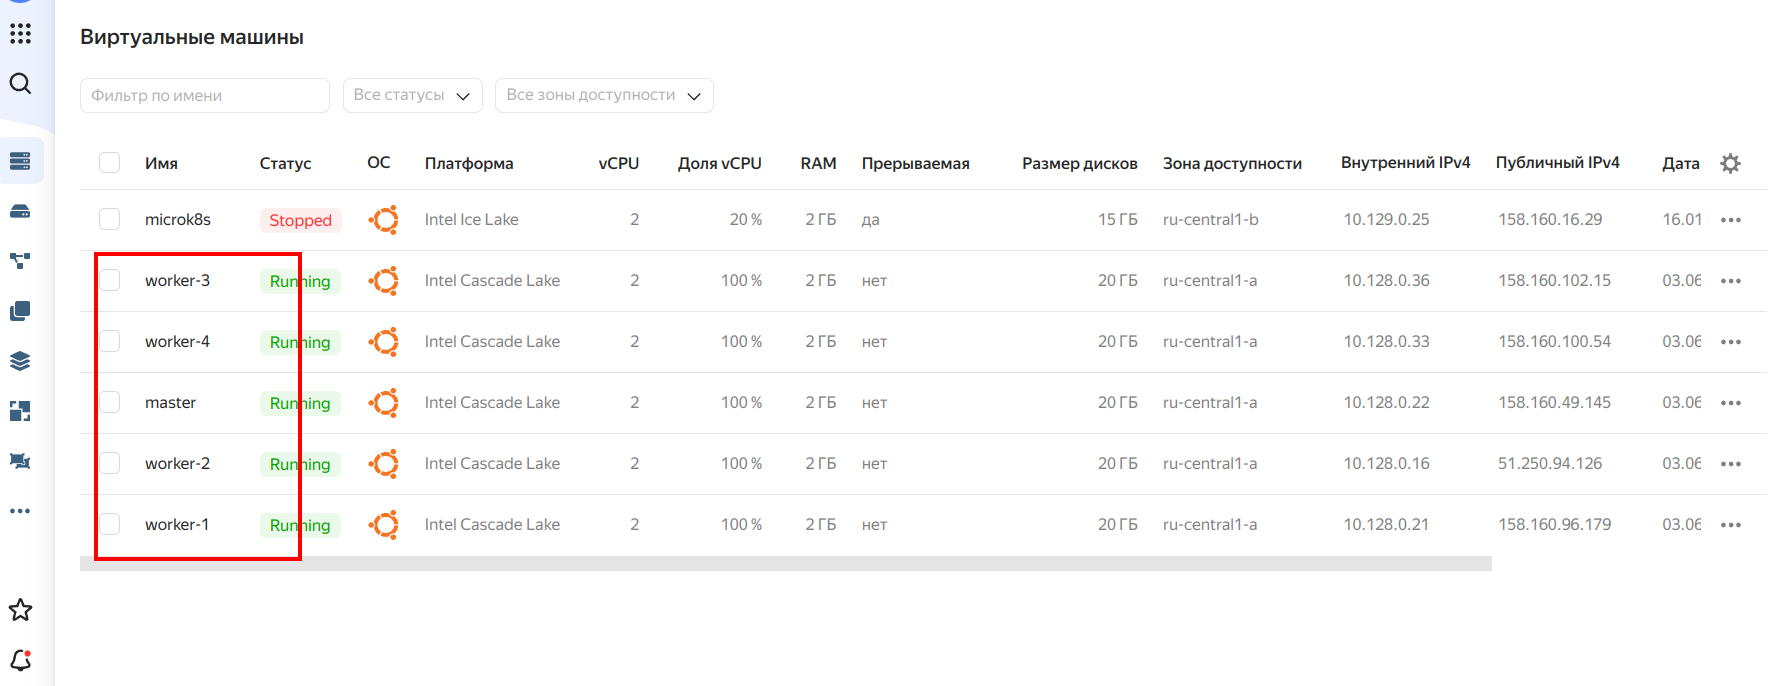 Виртуальные машины
Фильтр по имени Все статусы Все зоны доступности
Имя Статус ОС Платформа vCPU Доля vCPU RAM Прерываемая Размер дисков Зона доступности Внутренний IPv4 Публичный IPv4 Дата
microk8s Stopped Intel Ice Lake 2 20 % 2 ГБ да 15 ГБ ru-central1-b 10.129.0.25 158.160.16.29 16.01
worker-3 Running Intel Cascade Lake 2 100 % 2 ГБ нет 20 ГБ ru-central1-a 10.128.0.36 158.160.102.15 03.06
worker-4 Running Intel Cascade Lake 2 100 % 2 ГБ нет 20 ГБ ru-central1-a 10.128.0.33 158.160.100.54 03.06
master Running Intel Cascade Lake 2 100 % 2 ГБ нет 20 ГБ ru-central1-a 10.128.0.22 158.160.49.145 03.06
worker-2 Running Intel Cascade Lake 2 100 % 2 ГБ нет 20 ГБ ru-central1-a 10.128.0.16 51.250.94.126 03.06
worker-1 Running Intel Cascade Lake 2 100 % 2 ГБ нет 20 ГБ ru-central1-a 10.128.0.21 158.160.96.179 03.06